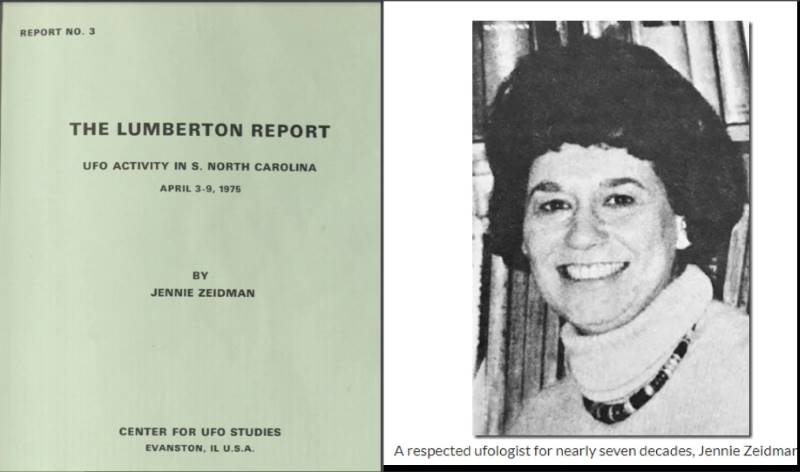 REPORT NO. 3
THE LUMBERTON REPORT
UFO ACTIVITY IN S. NORTH CAROLINA
APRIL 3-9, 1975
BY
JENNIE ZEIDMAN
CENTER FOR UFO STUDIES
EVANSTON, IL U.S.A.
A respected ufologist for nearly seven decades, Jennie Zeidman